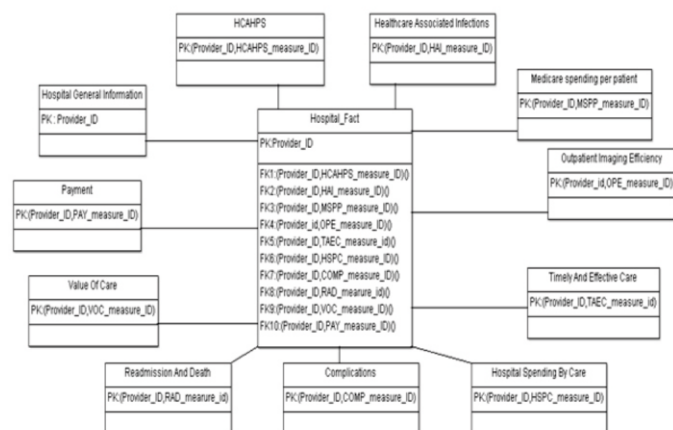 HCAHPS
PK:(Provider_ID,HCAHPS_measure_ID)
Healthcare Associated Infections
PK:(Provider_ID,HAI_measure_ID)
Medicare spending per patient
PK:(Provider_ID,MSPP_measure_ID)
Hospital General Information
PK : Provider_ID
Hospital_Fact
PK:Provider_ID
FK1:(Provider_ID,HCAHPS_measure_ID)()
FK2:(Provider_ID,HAI_measure_ID)()
FK3:(Provider_ID,MSPP_measure_ID)()
FK4:(Provider_id,OPE_measure_ID)()
FK5:(Provider_ID,TAEC_measure_id)()
FK6:(Provider_ID,HSPC_measure_ID)()
FK7:(Provider_ID,COMP_measure_ID)()
FK8:(Provider_ID,RAD_mearure_id)()
FK9:(Provider_ID,VOC_measure_ID)()
FK10:(Provider_ID,PAY_measure_ID)()
Outpatient Imaging Efficiency
PK:(Provider_id,OPE_measure_ID)
Payment
PK:(Provider_ID,PAY_measure_ID)
Value Of Care
PK:(Provider_ID,VOC_measure_ID)
Timely And Effective Care
PK:(Provider_ID,TAEC_measure_id)
Readmission And Death
PK:(Provider_ID,RAD_mearure_id)
Complications
PK:(Provider_ID,COMP_measure_ID)
Hospital Spending By Care
PK:(Provider_ID,HSPC_measure_ID)